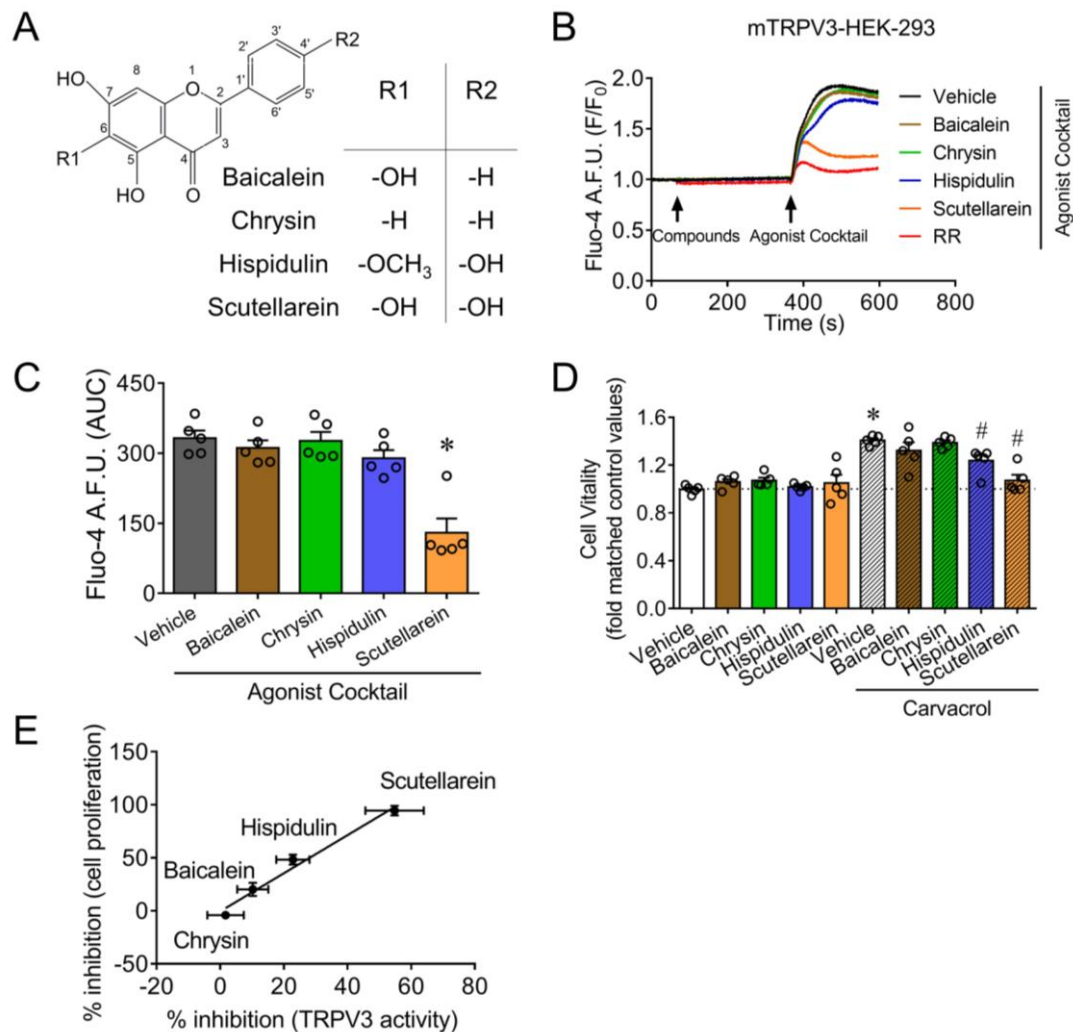 A
HO
7
8
O
1
2
3
4
5
6
R1
HO
O
1'
2'
3'
4'
5'
6'
R2
R1 R2
Baicalein -OH -H
Chrysin -H -H
Hispidulin -OCH3 -OH
Scutellarein -OH -OH
B
mTRPV3-HEK-293
Fluo-4 A.F.U. (F/F0)
2.0
1.5
1.0
0.5
0.0
0 200 400 600 800
Time (s)
Compounds Agonist Cocktail
Vehicle
Baicalein
Chrysin
Hispidulin
Scutellarein
RR
Agonist Cocktail
C
Fluo-4 A.F.U. (AUC)
450
300
150
0
*
Vehicle
Baicalein
Chrysin
Hispidulin
Scutellarein
Agonist Cocktail
D
Cell Vitality
(fold matched control values)
1.6
1.2
0.8
0.4
0.0
*
#
#
Vehicle
Baicalein
Chrysin
Hispidulin
Scutellarein
Vehicle
Baicalein
Chrysin
Hispidulin
Scutellarein
Carvacrol
E
% inhibition (cell proliferation)
150
100
50
0
-50
Scutellarein
Hispidulin
Baicalein
Chrysin
-20 0 20 40 60 80
% inhibition (TRPV3 activity)